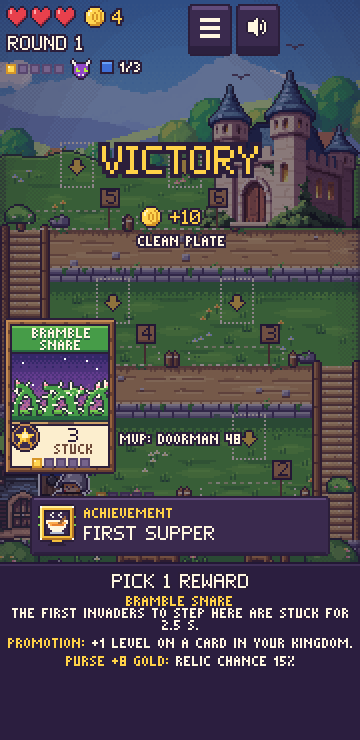 4
ROUND 1
1/3
VICTORY
5
6
+10
CLEAN PLATE
4
3
BRAMBLE
SNARE
3
STUCK
MVP: DOORMAN 48
2
ACHIEVEMENT
FIRST SUPPER
PICK 1 REWARD
BRAMBLE SNARE
THE FIRST INVADERS TO STEP HERE ARE STUCK FOR
2.5 S.
PROMOTION: +1 LEVEL ON A CARD IN YOUR KINGDOM.
PURSE +8 GOLD: RELIC CHANCE 15%